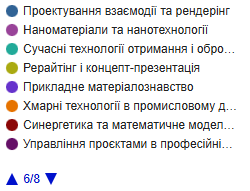 Проектування взаємодії та рендерінг
Наноматеріали та нанотехнології
Сучасні технології отримання і обро...
Рерайтінг і концепт-презентація
Прикладне матеріалознавство
Хмарні технології в промисловому д...
Синергетика та математичне модел...
Управління проєктами в професійні...
6/8